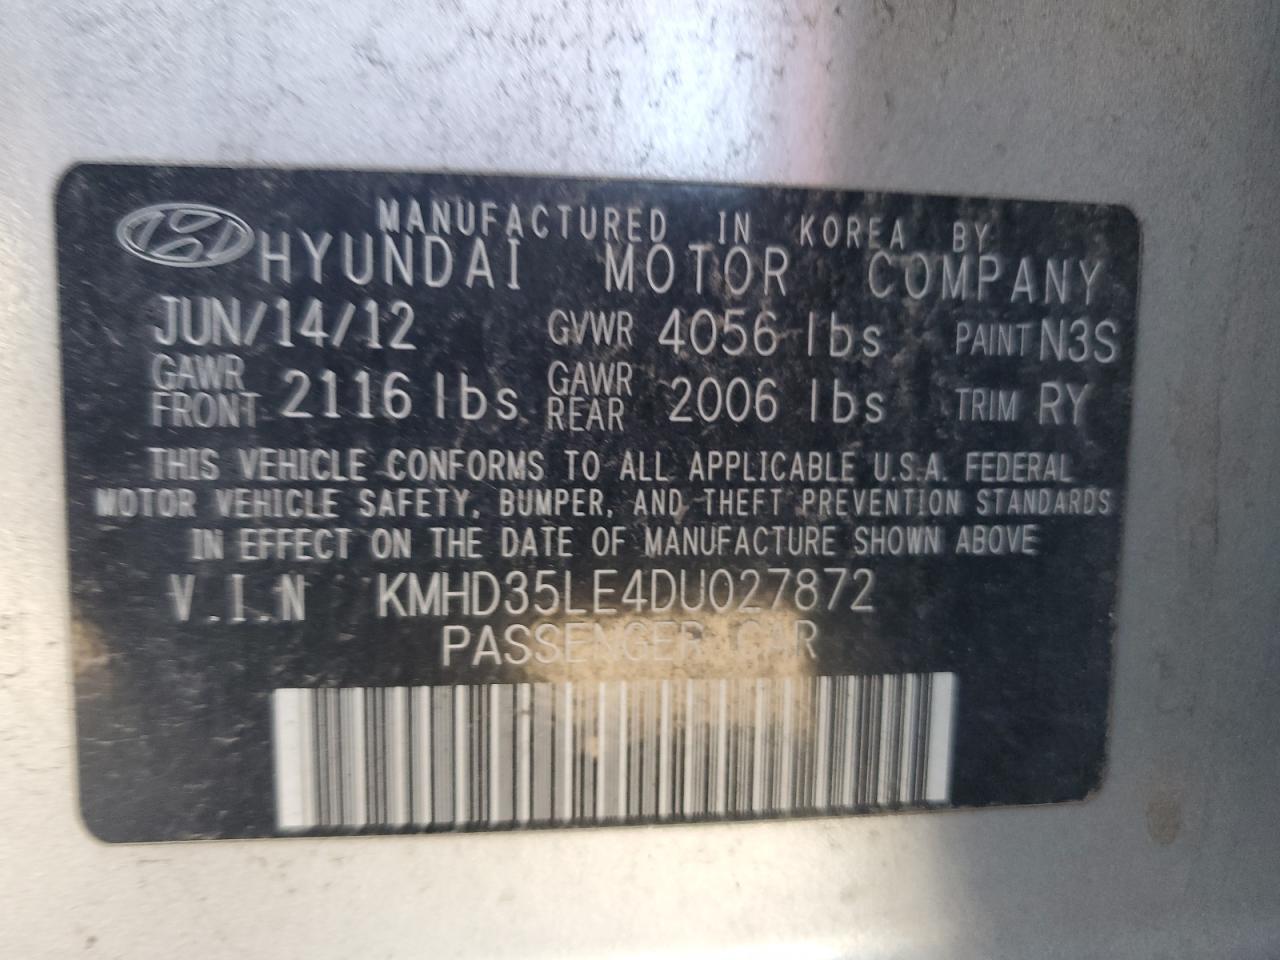 MANUFACTURED IN KOREA BY
HYUNDAI MOTOR COMPANY
JUN/14/12 GVWR 4056 lbs PAINT N3S
GAWR FRONT 2116 lbs GAWR REAR 2006 lbs TRIM RY
THIS VEHICLE CONFORMS TO ALL APPLICABLE U.S.A. FEDERAL
MOTOR VEHICLE SAFETY, BUMPER, AND THEFT PREVENTION STANDARDS
IN EFFECT ON THE DATE OF MANUFACTURE SHOWN ABOVE
V.I.N KMHD35LE4DU027872
PASSENGER CAR